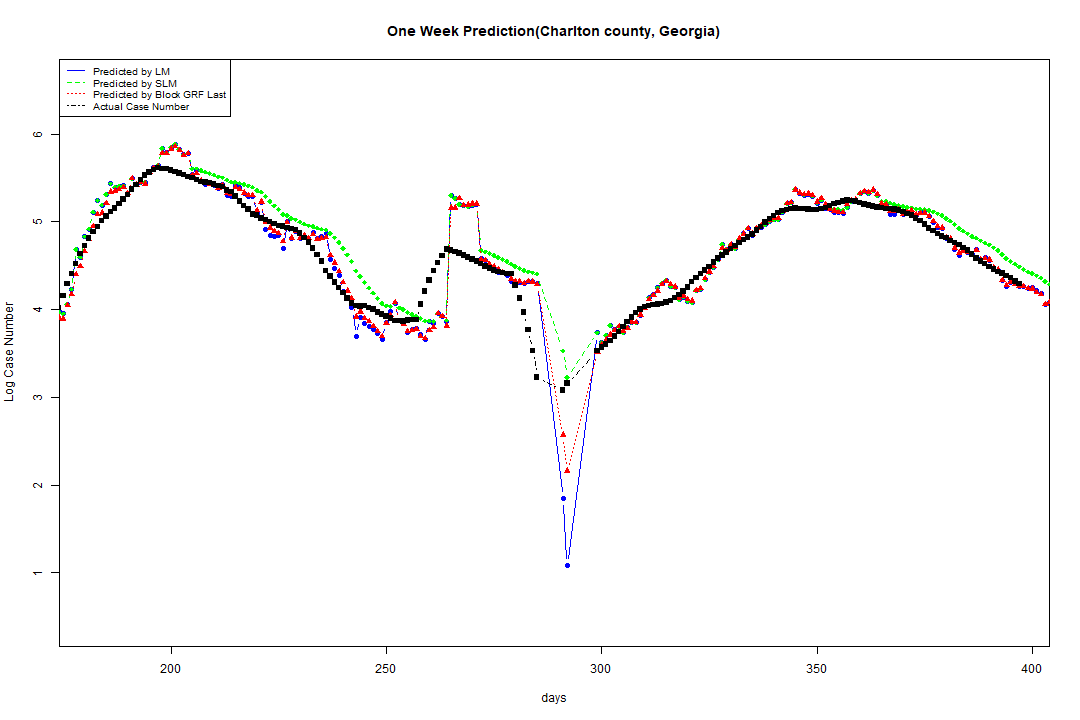 One Week Prediction(Charlton county, Georgia)
Predicted by LM
Predicted by SLM
Predicted by Block GRF Last
Actual Case Number
Log Case Number
6
5
4
3
2
1
200 250 300 350 400
days